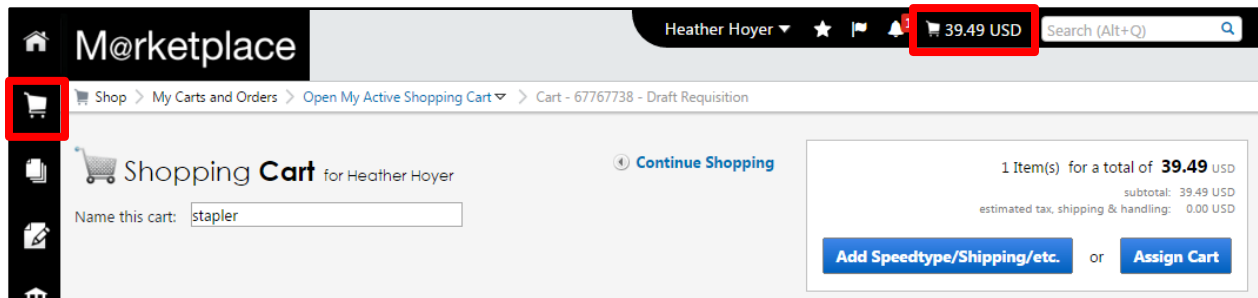 M@rketplace
Heather Hoyer
1
39.49 USD
Search (Alt+Q)
Shop > My Carts and Orders > Open My Active Shopping Cart > Cart - 67767738 - Draft Requisition
Shopping Cart for Heather Hoyer
Continue Shopping
Name this cart: stapler
1 Item(s) for a total of 39.49 USD
subtotal: 39.49 USD
estimated tax, shipping & handling: 0.00 USD
Add Speedtype/Shipping/etc. or Assign Cart